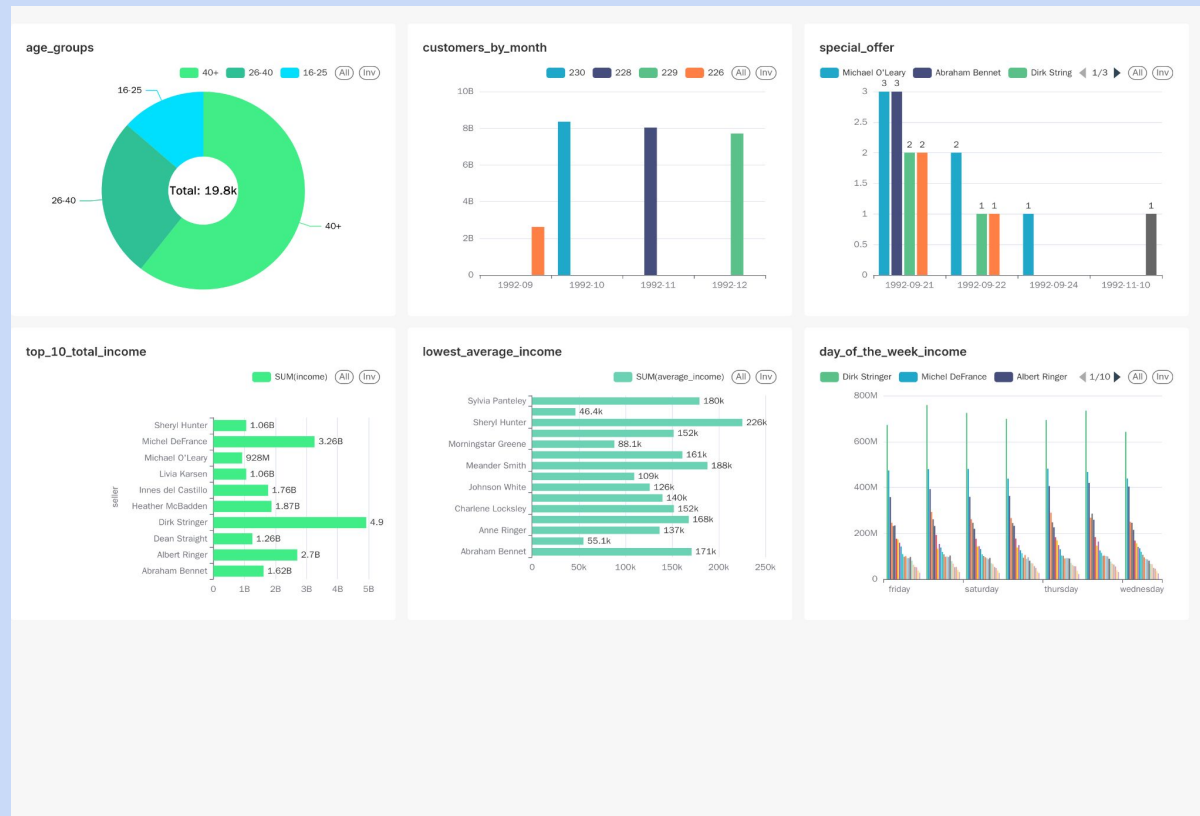 age_groups
40+ 26-40 16-25 All Inv
16-25
26-40
Total: 19.8k
40+
customers_by_month
230 228 229 226 All Inv
10B
8B
6B
4B
2B
0
1992-09 1992-10 1992-11 1992-12
special_offer
Michael O'Leary Abraham Bennet Dirk String 1/3 All Inv
3 3
3
2.5
2 2 2
2
1.5
1 1 1 1
1
0.5
0
1992-09-21 1992-09-22 1992-09-24 1992-11-10
top_10_total_income
SUM(income) All Inv
seller
Sheryl Hunter 1.06B
Michel DeFrance 3.26B
Michael O'Leary 928M
Livia Karsen 1.06B
Innes del Castillo 1.76B
Heather McBadden 1.87B
Dirk Stringer 4.9
Dean Straight 1.26B
Albert Ringer 2.7B
Abraham Bennet 1.62B
0 1B 2B 3B 4B 5B
lowest_average_income
SUM(average_income) All Inv
Sylvia Panteley 180k
46.4k
Sheryl Hunter 226k
152k
Morningstar Greene 88.1k
161k
Meander Smith 188k
109k
Johnson White 126k
140k
Charlene Locksley 152k
168k
Anne Ringer 137k
55.1k
Abraham Bennet 171k
0 50k 100k 150k 200k 250k
day_of_the_week_income
Dirk Stringer Michel DeFrance Albert Ringer 1/10 All Inv
800M
600M
400M
200M
0
friday saturday thursday wednesday